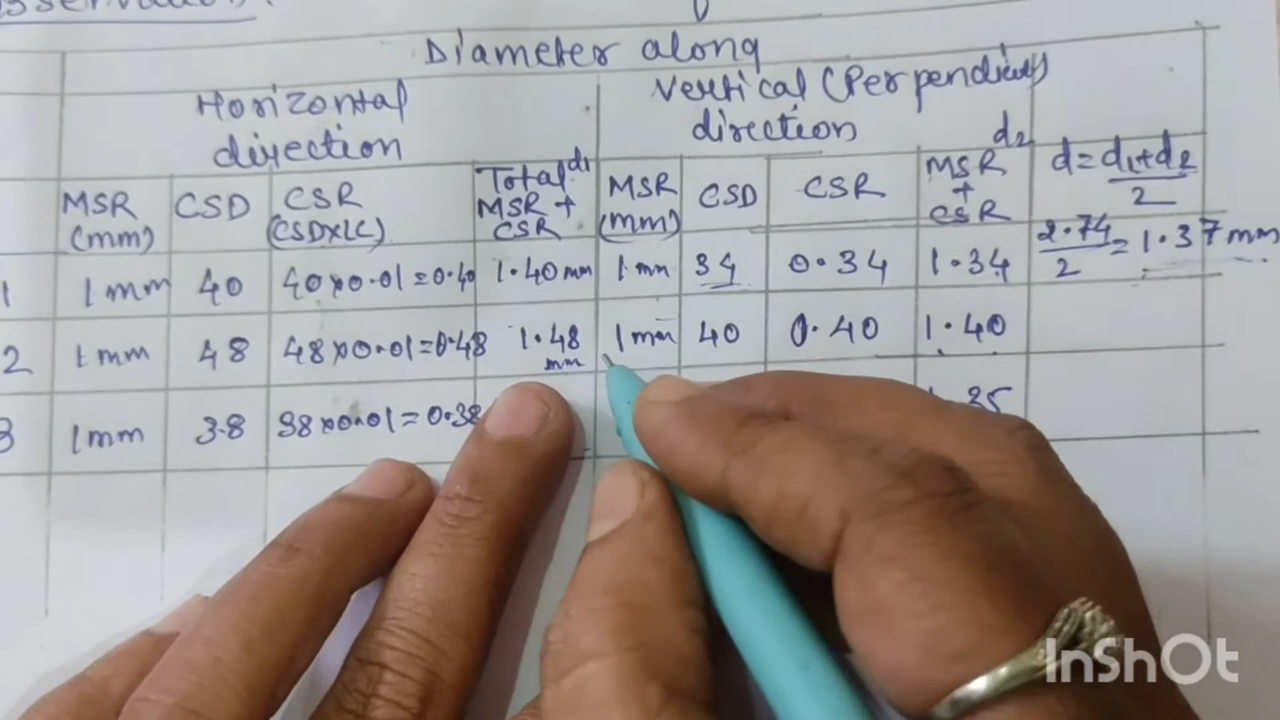 Diameter along
Horizontal direction
Vertical (Perpendicular) direction
MSR (mm) CSD CSR (CSD×LC) Total d1 MSR + CSR MSR (mm) CSD CSR d2 MSR + CSR d = d1+d2 / 2
1 1 mm 40 40×0.01=0.40 1.40 mm 1 mm 34 0.34 1.34 2.74 / 2 = 1.37 mm
2 1 mm 48 48×0.01=0.48 1.48 mm 1 mm 40 0.40 1.40
3 1 mm 38 38×0.01=0.38
InShOt